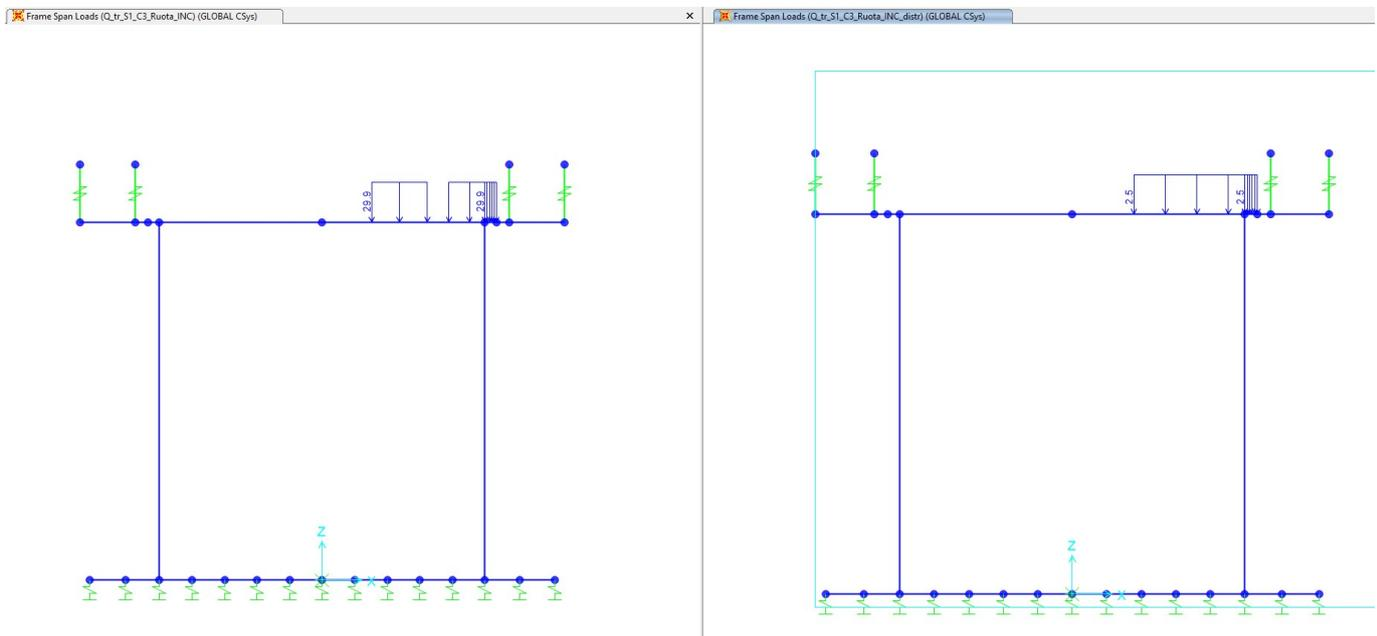 Frame Span Loads (Q_tr_S1_C3_Ruota_INC) (GLOBAL CSys)
29.9
29.9
Z
X
Frame Span Loads (Q_tr_S1_C3_Ruota_INC_distr) (GLOBAL CSys)
2.5
2.5
Z
X